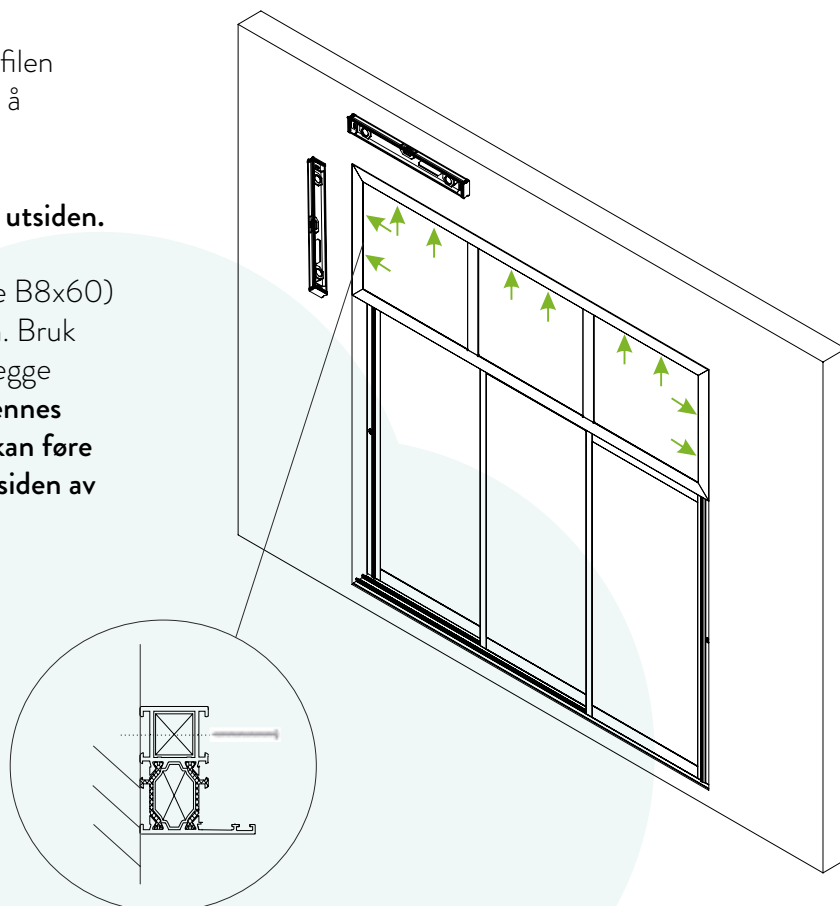 filen
å
utsiden.
e B8x60)
. Bruk
egge
ennes
kan føre
siden av